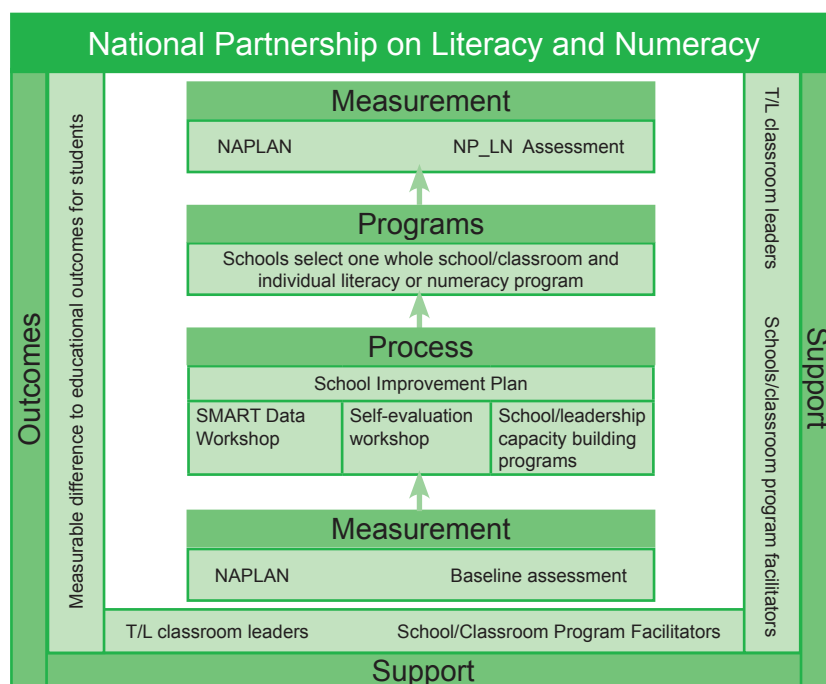 National Partnership on Literacy and Numeracy
Outcomes
Measurable difference to educational outcomes for students
Measurement
NAPLAN NP_LN Assessment
Programs
Schools select one whole school/classroom and
individual literacy or numeracy program
Process
School Improvement Plan
SMART Data
Workshop
Self-evaluation
workshop
School/leadership
capacity building
programs
Measurement
NAPLAN Baseline assessment
T/L classroom leaders School/Classroom Program Facilitators
Support
T/L classroom leaders
Schools/classroom program facilitators
Support